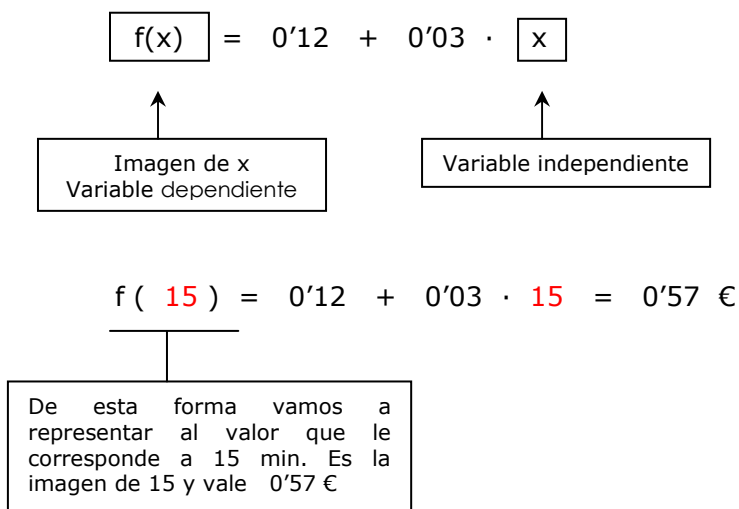 f(x) = 0’12 + 0’03 · x
Imagen de x
Variable dependiente
Variable independiente
f ( 15 ) = 0’12 + 0’03 · 15 = 0’57 €
De esta forma vamos a
representar al valor que le
corresponde a 15 min. Es la
imagen de 15 y vale 0’57 €